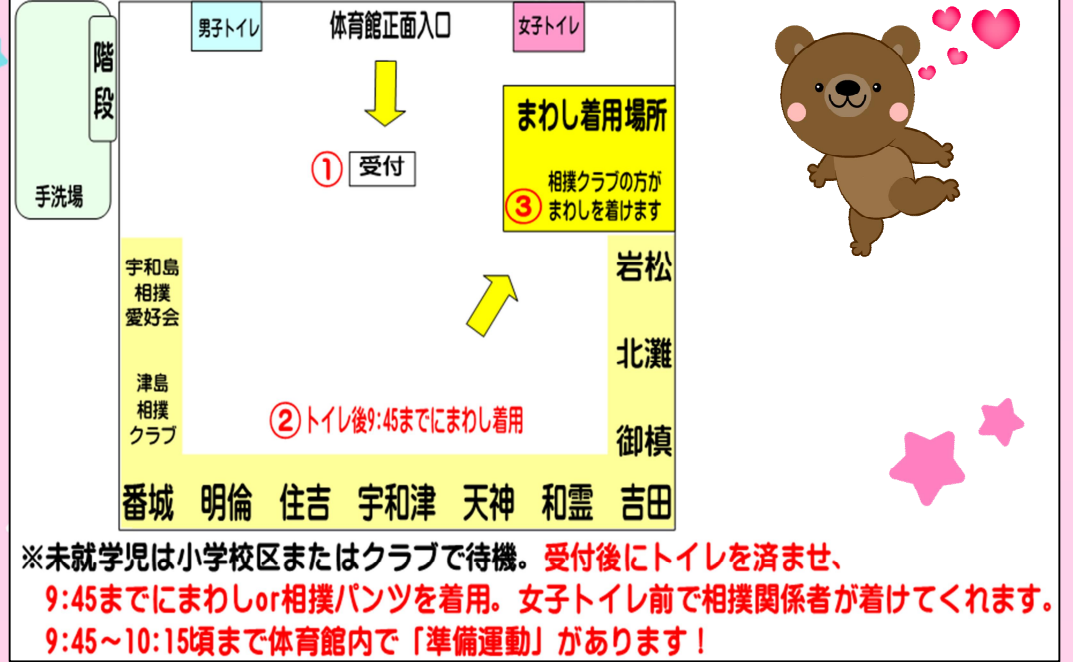 男子トイレ
体育館正面入口
女子トイレ
階段
手洗場
①受付
まわし着用場所
相撲クラブの方が
③まわしを着けます
宇和島
相撲
愛好会
津島
相撲
クラブ
岩松
北灘
御槙
②トイレ後9:45までにまわし着用
番城 明倫 住吉 宇和津 天神 和霊 吉田
※未就学児は小学校区またはクラブで待機。受付後にトイレを済ませ、
9:45までにまわしor相撲パンツを着用。女子トイレ前で相撲関係者が着けてくれます。
9:45～10:15頃まで体育館内で「準備運動」があります！